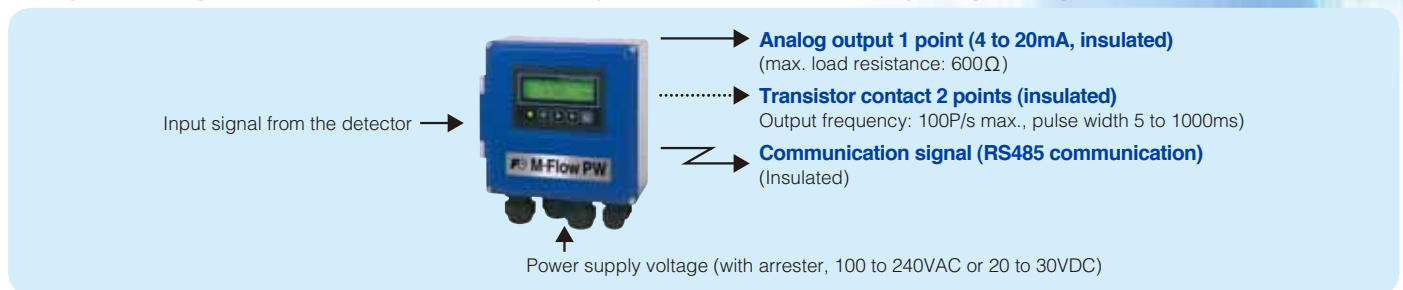 Analog output 1 point (4 to 20mA, insulated)
(max. load resistance: 600Ω)
Transistor contact 2 points (insulated)
Output frequency: 100P/s max., pulse width 5 to 1000ms)
Input signal from the detector
Communication signal (RS485 communication)
(Insulated)
M-Flow PW
Power supply voltage (with arrester, 100 to 240VAC or 20 to 30VDC)